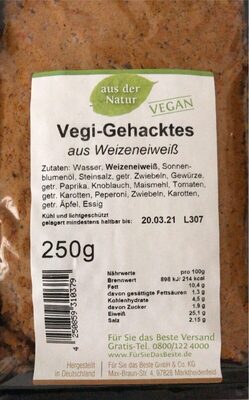 aus der
Natur
VEGAN
Vegi-Gehacktes
aus Weizeneiweiß
Zutaten: Wasser, Weizeneiweiß, Sonnen-
blumenöl, Steinsalz, getr. Zwiebeln, Gewürze,
getr. Paprika, Knoblauch, Maismehl, Tomaten,
getr. Karotten, Peperoni, Zwiebeln, Karotten,
getr. Äpfel, Essig
Kühl und lichtgeschützt
gelagert mindestens haltbar bis: 20.03.21 L307
250g
Nährwerte pro 100g
Brennwert 898 kJ/ 214 kcal
Fett 10,4 g
davon gesättigte Fettsäuren 1,3 g
Kohlenhydrate 4,5 g
davon Zucker 1,9 g
Eiweiß 25,1 g
Salz 2,15 g
4 250859 310379
Für Sie das Beste Versand
Gratis-Tel. 0800/122 4000
www.FürSieDasBeste.de
Hergestellt
in Deutschland
Für Sie das Beste GmbH & Co. KG
Max-Braun-Str. 4, 97828 Marktheidenfeld